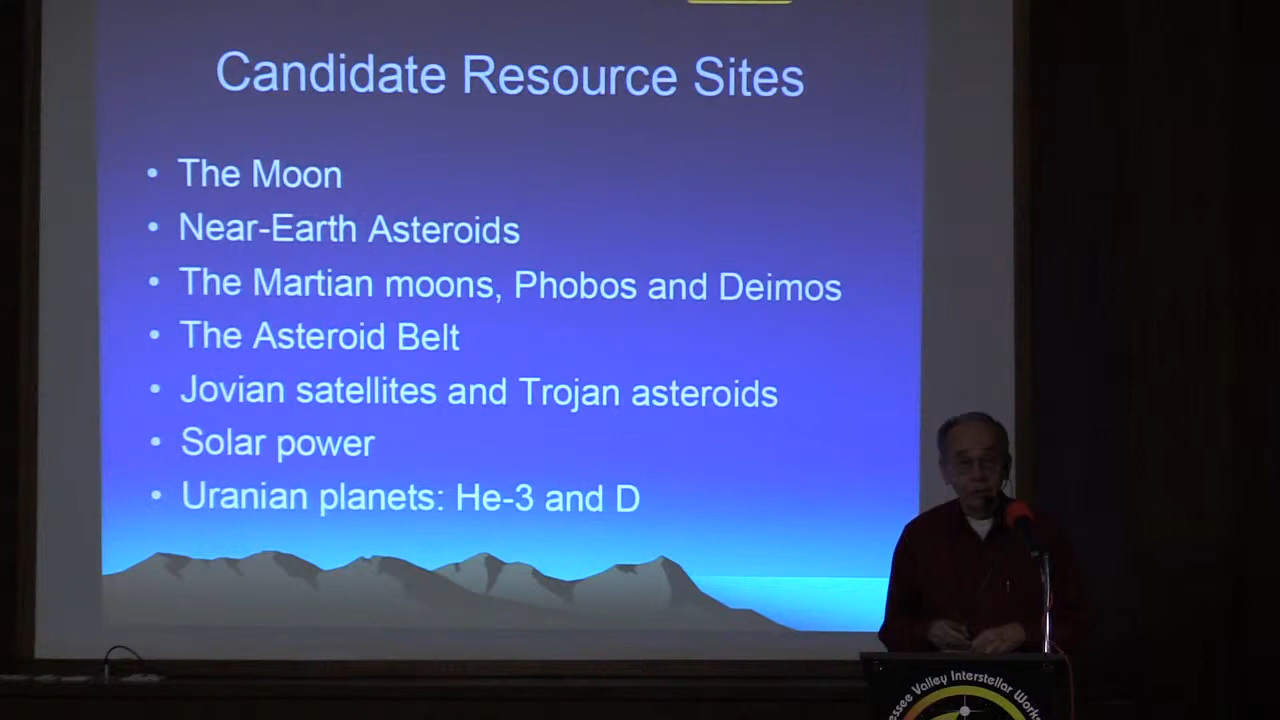 Candidate Resource Sites
• The Moon
• Near-Earth Asteroids
• The Martian moons, Phobos and Deimos
• The Asteroid Belt
• Jovian satellites and Trojan asteroids
• Solar power
• Uranian planets: He-3 and D
Valley Interstellar